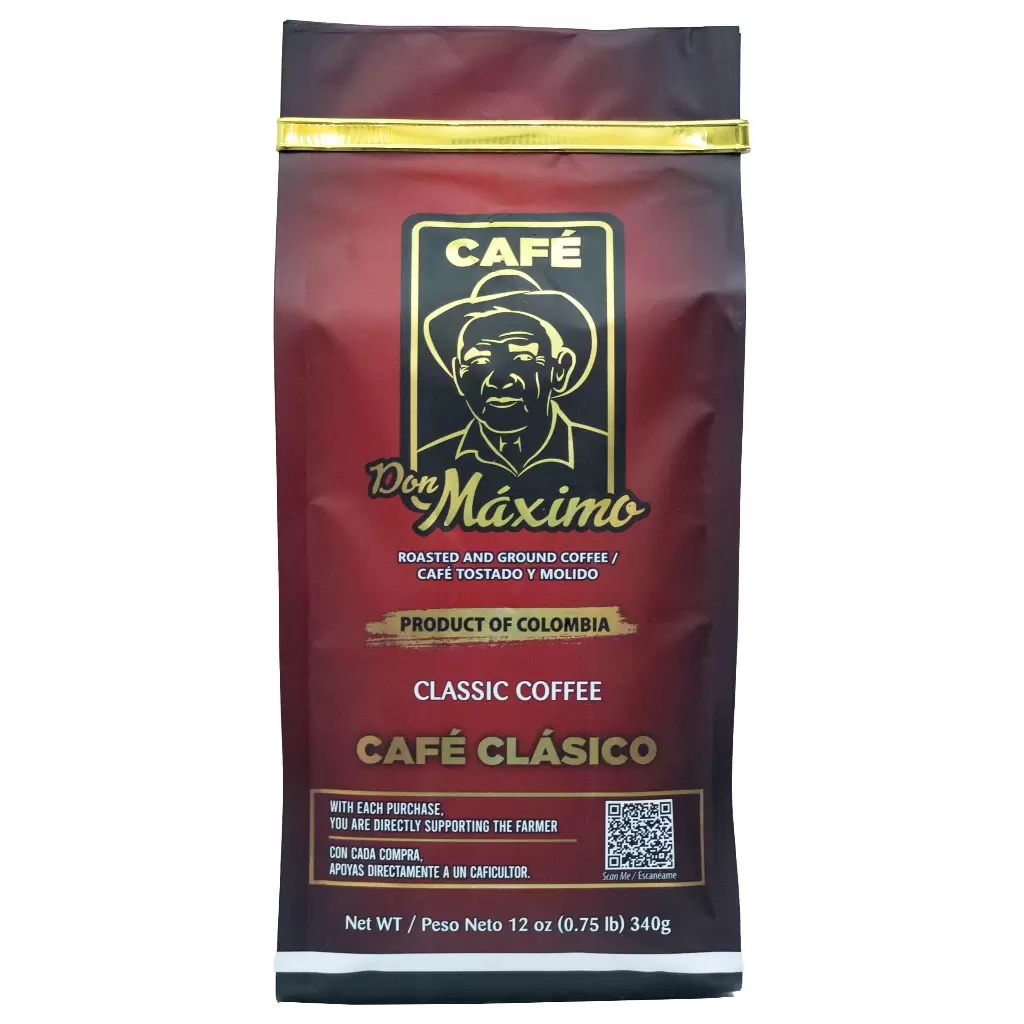 CAFÉ
Don
Máximo
ROASTED AND GROUND COFFEE /
CAFÉ TOSTADO Y MOLIDO
PRODUCT OF COLOMBIA
CLASSIC COFFEE
CAFÉ CLÁSICO
WITH EACH PURCHASE,
YOU ARE DIRECTLY SUPPORTING THE FARMER
CON CADA COMPRA,
APOYAS DIRECTAMENTE A UN CAFICULTOR.
Scan Me / Escanéame
Net WT / Peso Neto 12 oz (0.75 lb) 340g